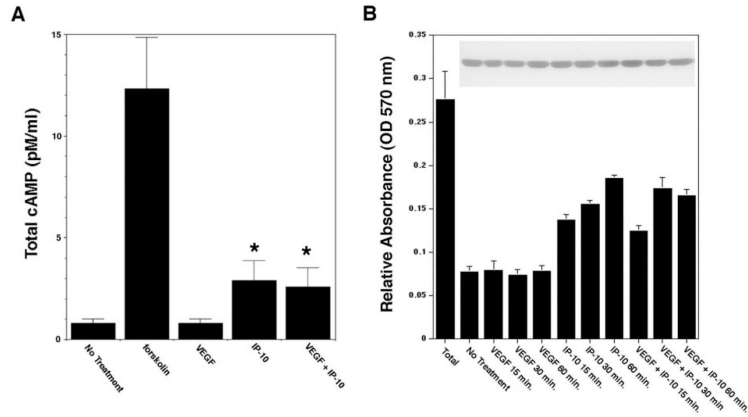 A
Total cAMP (pM/ml)
15
10
5
0
*
*
No Treatment
forskolin
VEGF
IP-10
VEGF + IP-10
B
Relative Absorbance (OD 570 nm)
0.35
0.3
0.25
0.2
0.15
0.1
0.05
0
Total
No Treatment
VEGF 15 min.
VEGF 30 min.
VEGF 60 min.
IP-10 15 min.
IP-10 30 min.
IP-10 60 min.
VEGF + IP-10 15 min.
VEGF + IP-10 30 min
VEGF + IP-10 60 min.